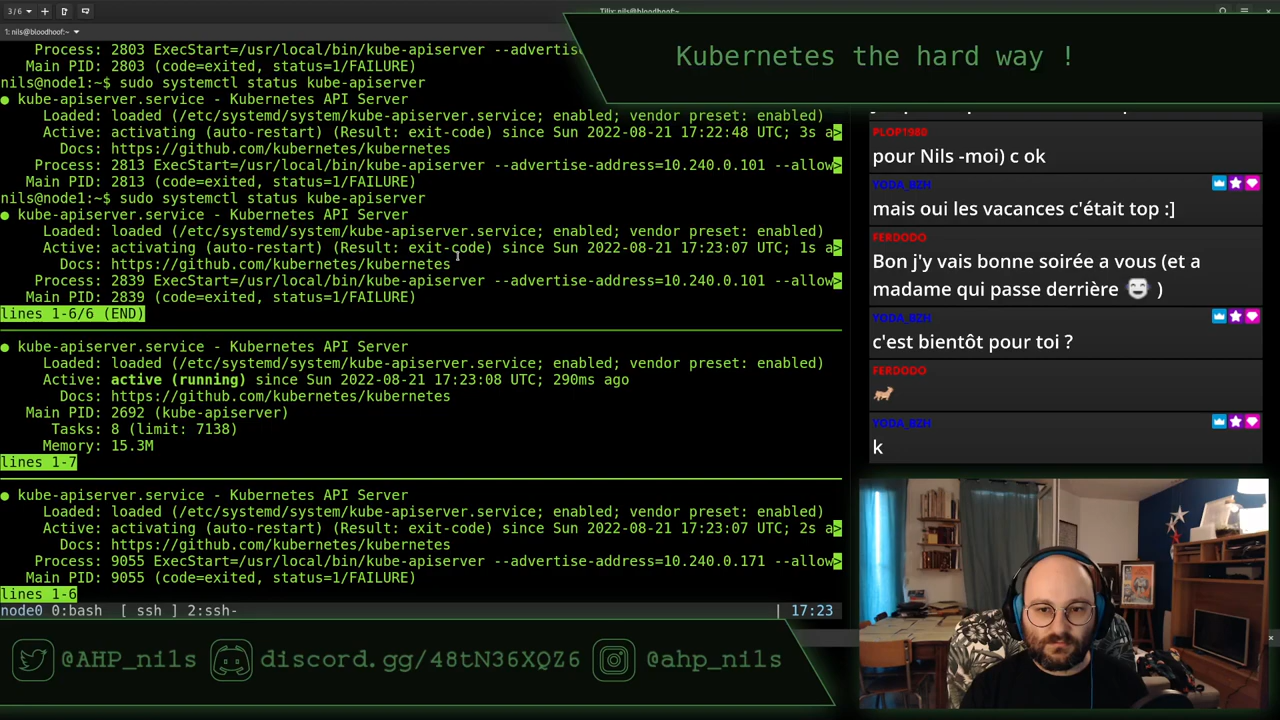 3/6
Tilix: nils@bloodhoof:~
1: nils@bloodhoof:~
Process: 2803 ExecStart=/usr/local/bin/kube-apiserver --advertise
Main PID: 2803 (code=exited, status=1/FAILURE)
nils@node1:~$ sudo systemctl status kube-apiserver
● kube-apiserver.service - Kubernetes API Server
Loaded: loaded (/etc/systemd/system/kube-apiserver.service; enabled; vendor preset: enabled)
Active: activating (auto-restart) (Result: exit-code) since Sun 2022-08-21 17:22:48 UTC; 3s a>
Docs: https://github.com/kubernetes/kubernetes
Process: 2813 ExecStart=/usr/local/bin/kube-apiserver --advertise-address=10.240.0.101 --allow>
Main PID: 2813 (code=exited, status=1/FAILURE)
nils@node1:~$ sudo systemctl status kube-apiserver
● kube-apiserver.service - Kubernetes API Server
Loaded: loaded (/etc/systemd/system/kube-apiserver.service; enabled; vendor preset: enabled)
Active: activating (auto-restart) (Result: exit-code) since Sun 2022-08-21 17:23:07 UTC; 1s a>
Docs: https://github.com/kubernetes/kubernetes
Process: 2839 ExecStart=/usr/local/bin/kube-apiserver --advertise-address=10.240.0.101 --allow>
Main PID: 2839 (code=exited, status=1/FAILURE)
lines 1-6/6 (END)
● kube-apiserver.service - Kubernetes API Server
Loaded: loaded (/etc/systemd/system/kube-apiserver.service; enabled; vendor preset: enabled)
Active: active (running) since Sun 2022-08-21 17:23:08 UTC; 290ms ago
Docs: https://github.com/kubernetes/kubernetes
Main PID: 2692 (kube-apiserver)
Tasks: 8 (limit: 7138)
Memory: 15.3M
lines 1-7
● kube-apiserver.service - Kubernetes API Server
Loaded: loaded (/etc/systemd/system/kube-apiserver.service; enabled; vendor preset: enabled)
Active: activating (auto-restart) (Result: exit-code) since Sun 2022-08-21 17:23:07 UTC; 2s a>
Docs: https://github.com/kubernetes/kubernetes
Process: 9055 ExecStart=/usr/local/bin/kube-apiserver --advertise-address=10.240.0.171 --allow>
Main PID: 9055 (code=exited, status=1/FAILURE)
lines 1-6
node0 0:bash [ ssh ] 2:ssh- | 17:23
Kubernetes the hard way !
PLOP1980
pour Nils -moi) c ok
YODA_BZH
mais oui les vacances c'était top :]
FERDODO
Bon j'y vais bonne soirée a vous (et a
madame qui passe derrière )
YODA_BZH
c'est bientôt pour toi ?
FERDODO
YODA_BZH
k
@AHP_nils discord.gg/48tN36XQZ6 @ahp_nils